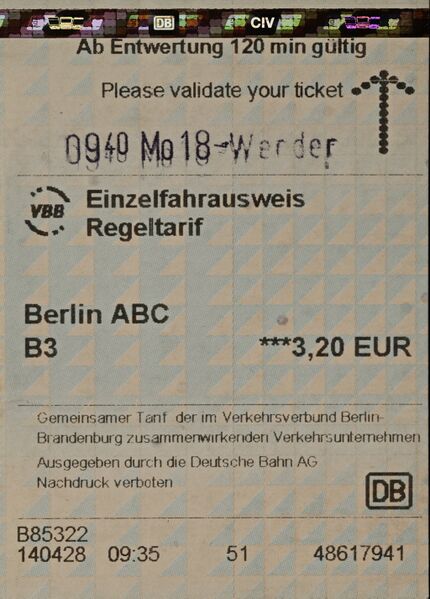 DB CIV
Ab Entwertung 120 min gültig
Please validate your ticket
0940 Mo18-Werder
VBB Einzelfahrausweis
Regeltarif
Berlin ABC
B3 ***3,20 EUR
Gemeinsamer Tarif der im Verkehrsverbund Berlin-
Brandenburg zusammenwirkenden Verkehrsunternehmen
Ausgegeben durch die Deutsche Bahn AG
Nachdruck verboten
DB
B85322
140428 09:35 51 48617941